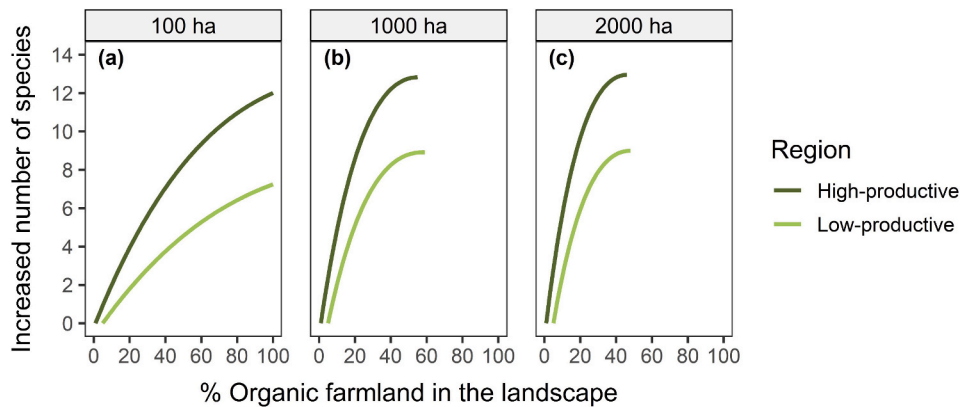 100 ha
1000 ha
2000 ha
(a)
(b)
(c)
Increased number of species
14
12
10
8
6
4
2
0
0 20 40 60 80 100
0 20 40 60 80 100
0 20 40 60 80 100
% Organic farmland in the landscape
Region
High-productive
Low-productive